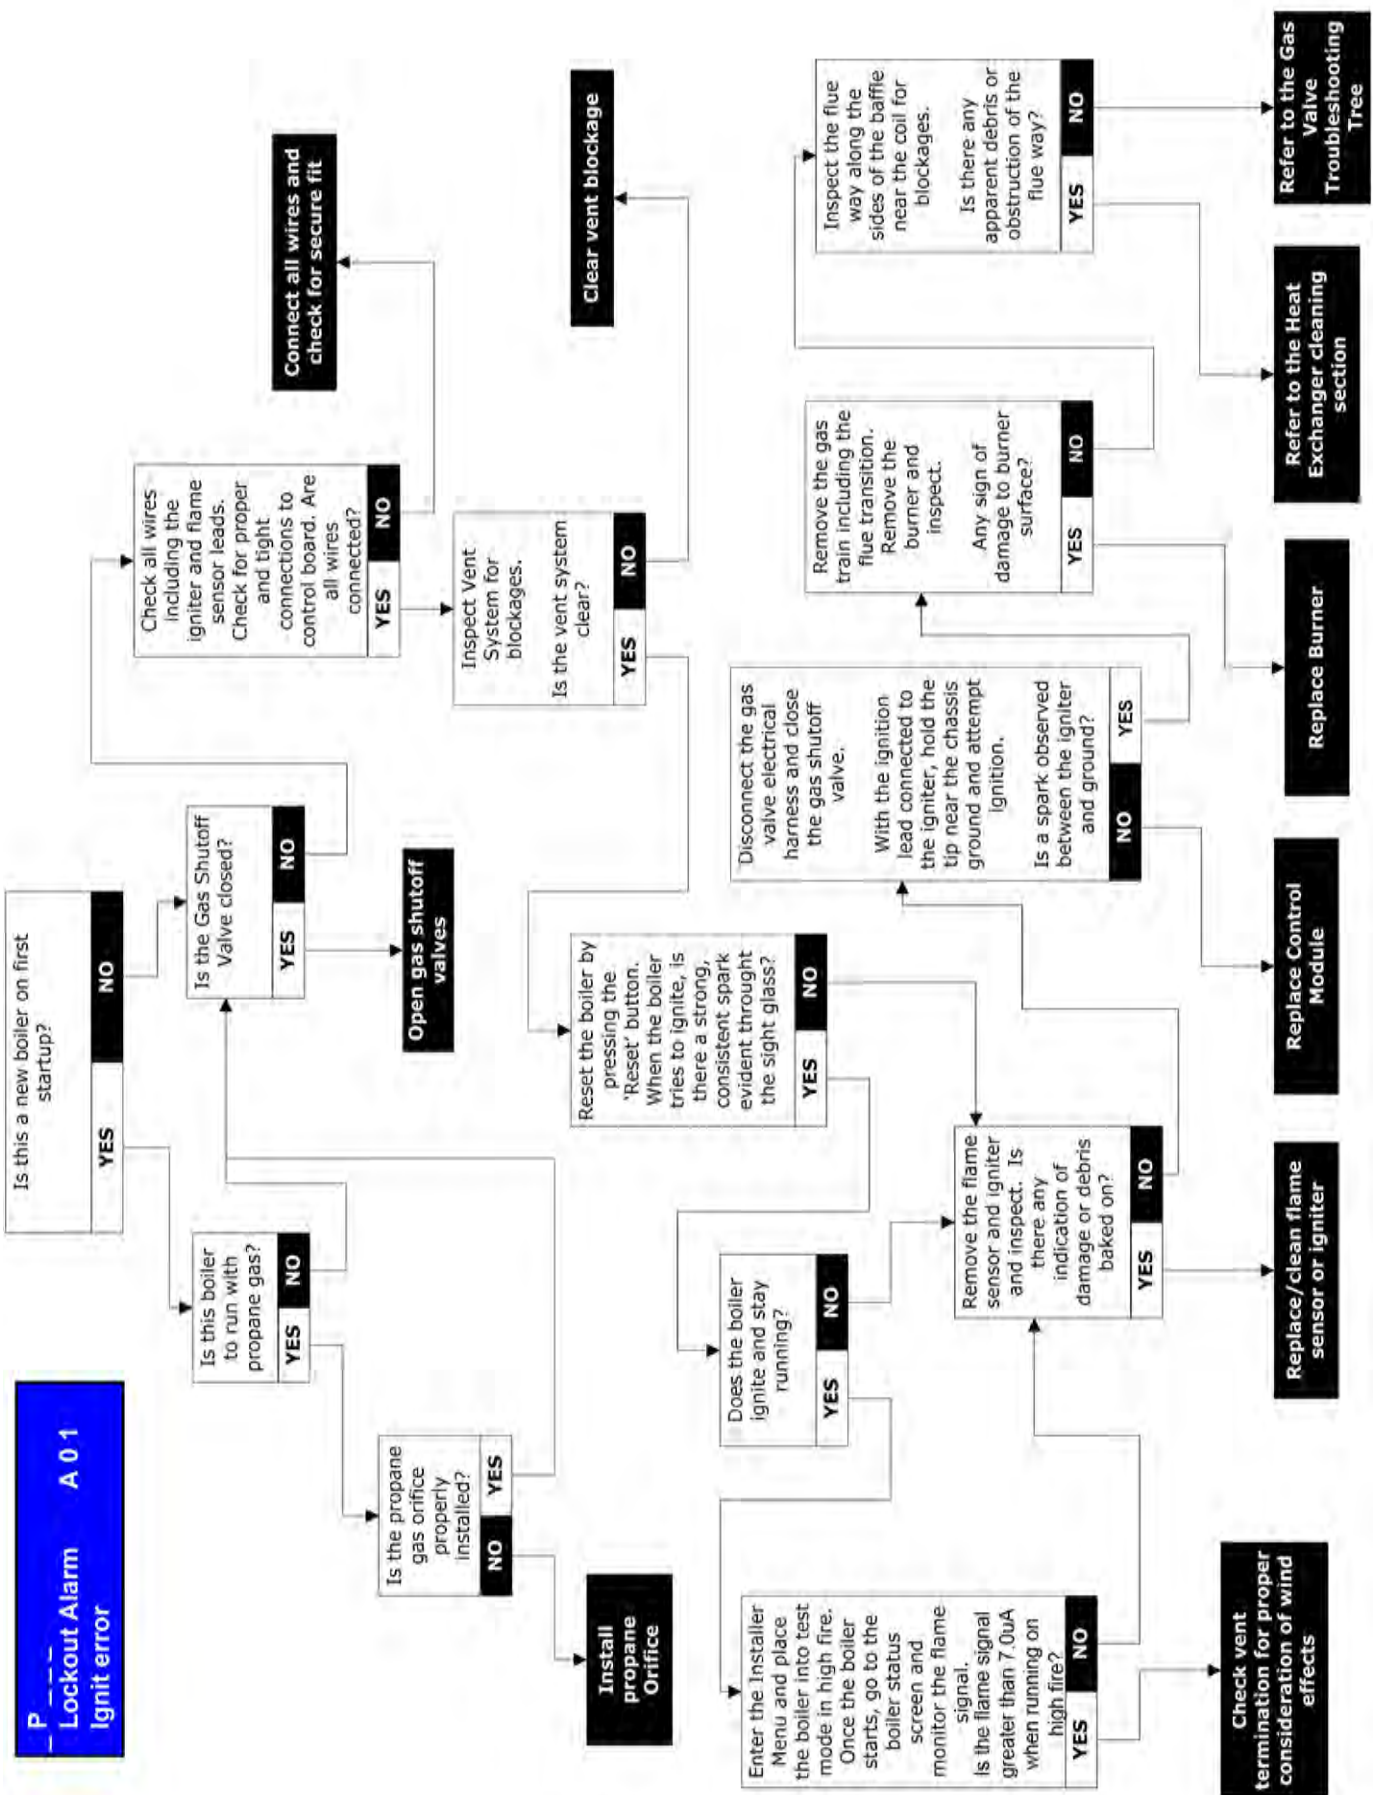 P _ _ _ _
Lockout Alarm A 0 1
Ignit error
Is this a new boiler on first
startup?
YES
NO
Is this boiler
to run with
propane gas?
YES
NO
Is the Gas Shutoff
Valve closed?
YES
NO
Is the propane
gas orifice
properly
installed?
NO
YES
Install
propane
Orifice
Open gas shutoff
valves
Check all wires
including the
igniter and flame
sensor leads.
Check for proper
and tight
connections to
control board. Are
all wires
connected?
YES
NO
Connect all wires and
check for secure fit
Inspect Vent
System for
blockages.
Is the vent system
clear?
YES
NO
Clear vent blockage
Reset the boiler by
pressing the
'Reset' button.
When the boiler
tries to ignite, is
there a strong,
consistent spark
evident throught
the sight glass?
YES
NO
Does the boiler
ignite and stay
running?
YES
NO
Enter the Installer
Menu and place
the boiler into test
mode in high fire.
Once the boiler
starts, go to the
boiler status
screen and
monitor the flame
signal.
Is the flame signal
greater than 7.0uA
when running on
high fire?
YES
NO
Remove the flame
sensor and igniter
and inspect. Is
there any
indication of
damage or debris
baked on?
YES
NO
Disconnect the gas
valve electrical
harness and close
the gas shutoff
valve.
With the ignition
lead connected to
the igniter, hold the
tip near the chassis
ground and attempt
ignition.
Is a spark observed
between the igniter
and ground?
NO
YES
Remove the gas
train including the
flue transition.
Remove the
burner and
inspect.
Any sign of
damage to burner
surface?
YES
NO
Inspect the flue
way along the
sides of the baffle
near the coil for
blockages.
Is there any
apparent debris or
obstruction of the
flue way?
YES
NO
Check vent
termination for proper
consideration of wind
effects
Replace/clean flame
sensor or igniter
Replace Control
Module
Replace Burner
Refer to the Heat
Exchanger cleaning
section
Refer to the Gas
Valve
Troubleshooting
Tree